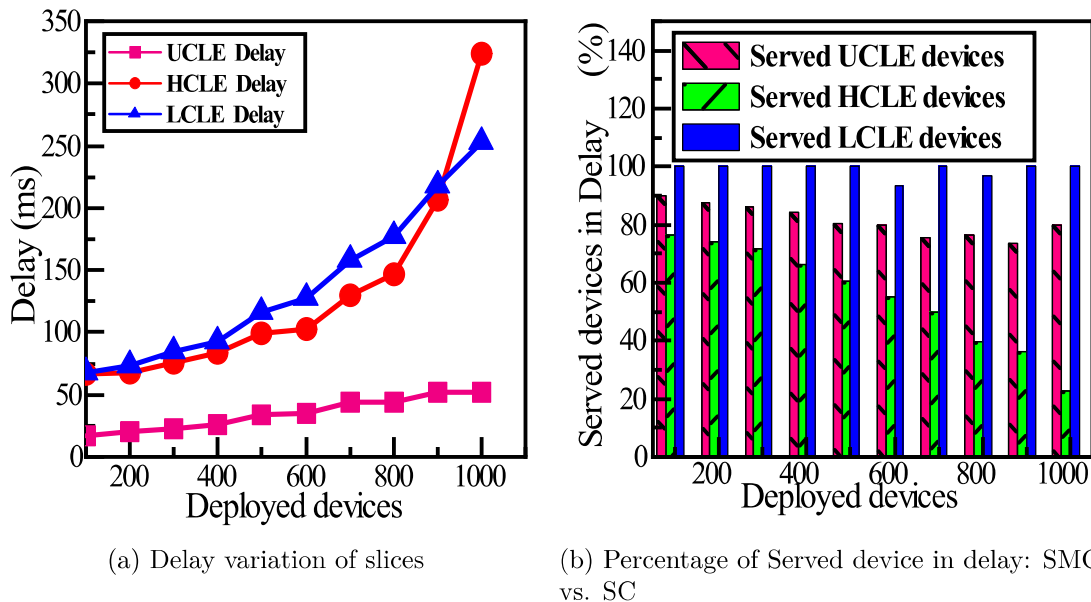 350
300
250
200
150
100
50
0
Delay (ms)
UCLE Delay
HCLE Delay
LCLE Delay
200 400 600 800 1000
Deployed devices
(a) Delay variation of slices
Served devices in Delay (%)
140
120
100
80
60
40
20
0
Served UCLE devices
Served HCLE devices
Served LCLE devices
200 400 600 800 1000
Deployed devices
(b) Percentage of Served device in delay: SMC
vs. SC